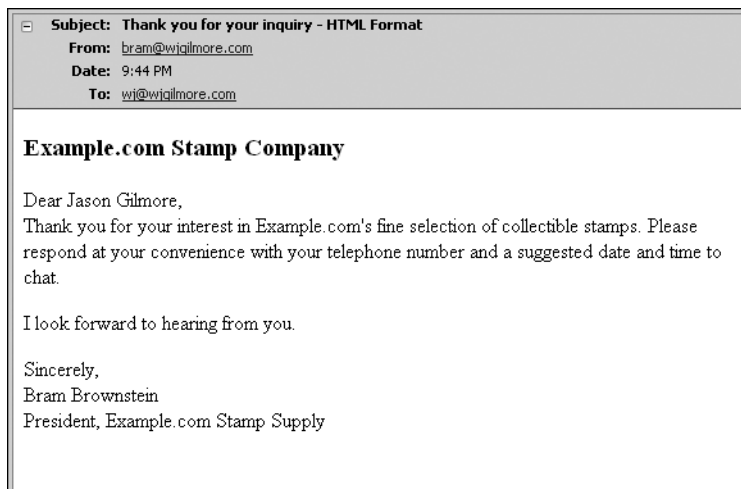 Subject: Thank you for your inquiry - HTML Format
From: bram@wjgilmore.com
Date: 9:44 PM
To: wj@wjgilmore.com
Example.com Stamp Company
Dear Jason Gilmore,
Thank you for your interest in Example.com's fine selection of collectible stamps. Please
respond at your convenience with your telephone number and a suggested date and time to
chat.
I look forward to hearing from you.
Sincerely,
Bram Brownstein
President, Example.com Stamp Supply